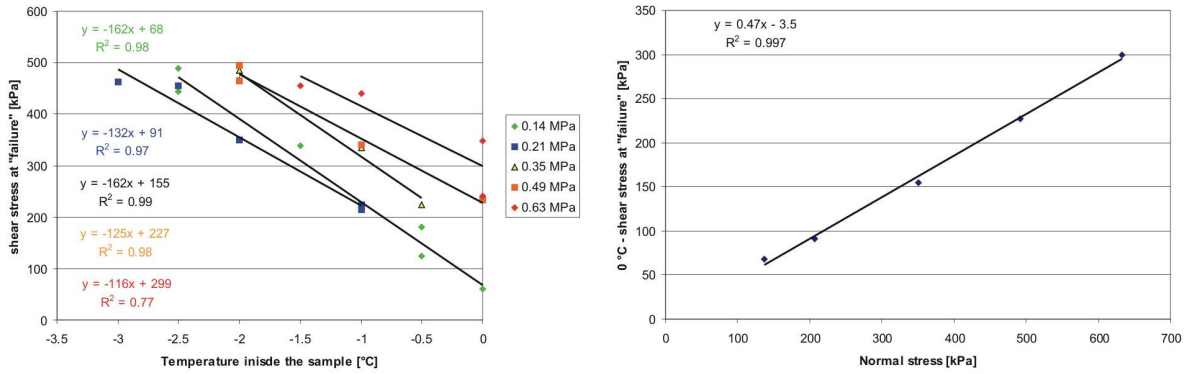 600
500
400
300
200
100
0
-3.5
-3
-2.5
-2
-1.5
-1
-0.5
0
shear stress at "failure" [kPa]
Temperature inisde the sample [°C]
y = -162x + 68
R² = 0.98
y = -132x + 91
R² = 0.97
y = -162x + 155
R² = 0.99
y = -125x + 227
R² = 0.98
y = -116x + 299
R² = 0.77
0.14 MPa
0.21 MPa
0.35 MPa
0.49 MPa
0.63 MPa
y = 0.47x - 3.5
R² = 0.997
350
300
250
200
150
100
50
0
0
100
200
300
400
500
600
700
0 °C - shear stress at "failure" [kPa]
Normal stress [kPa]